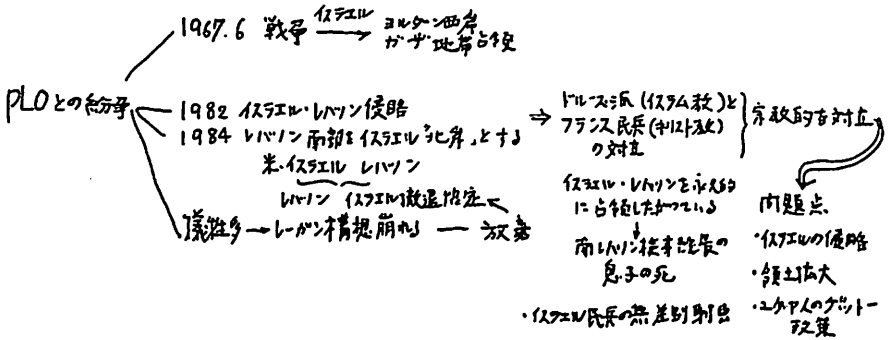 1967.6 戦争 イスラエル → ヨルダン西岸
ガザ地帯占領
PLOとの紛争
1982 イスラエル・レバノン侵略
1984 レバノン南部をイスラエル「北岸」とする
米・イスラエル レバノン
レバノン イスラエル撤退協定
犠牲多→レーガン構想崩れる — 放棄
⇒ ドルーズ派(イスラム教)と
フランス民兵(キリスト教)
の対立
宗教的な対立
イスラエル・レバノンを永久的
に占領したがっている
↓
南レバノン
息子の死
・イスラエル民兵の無差別射
問題点
・イスラエルの侵略
・領土拡大
・ユダヤ人のゲットー
政策